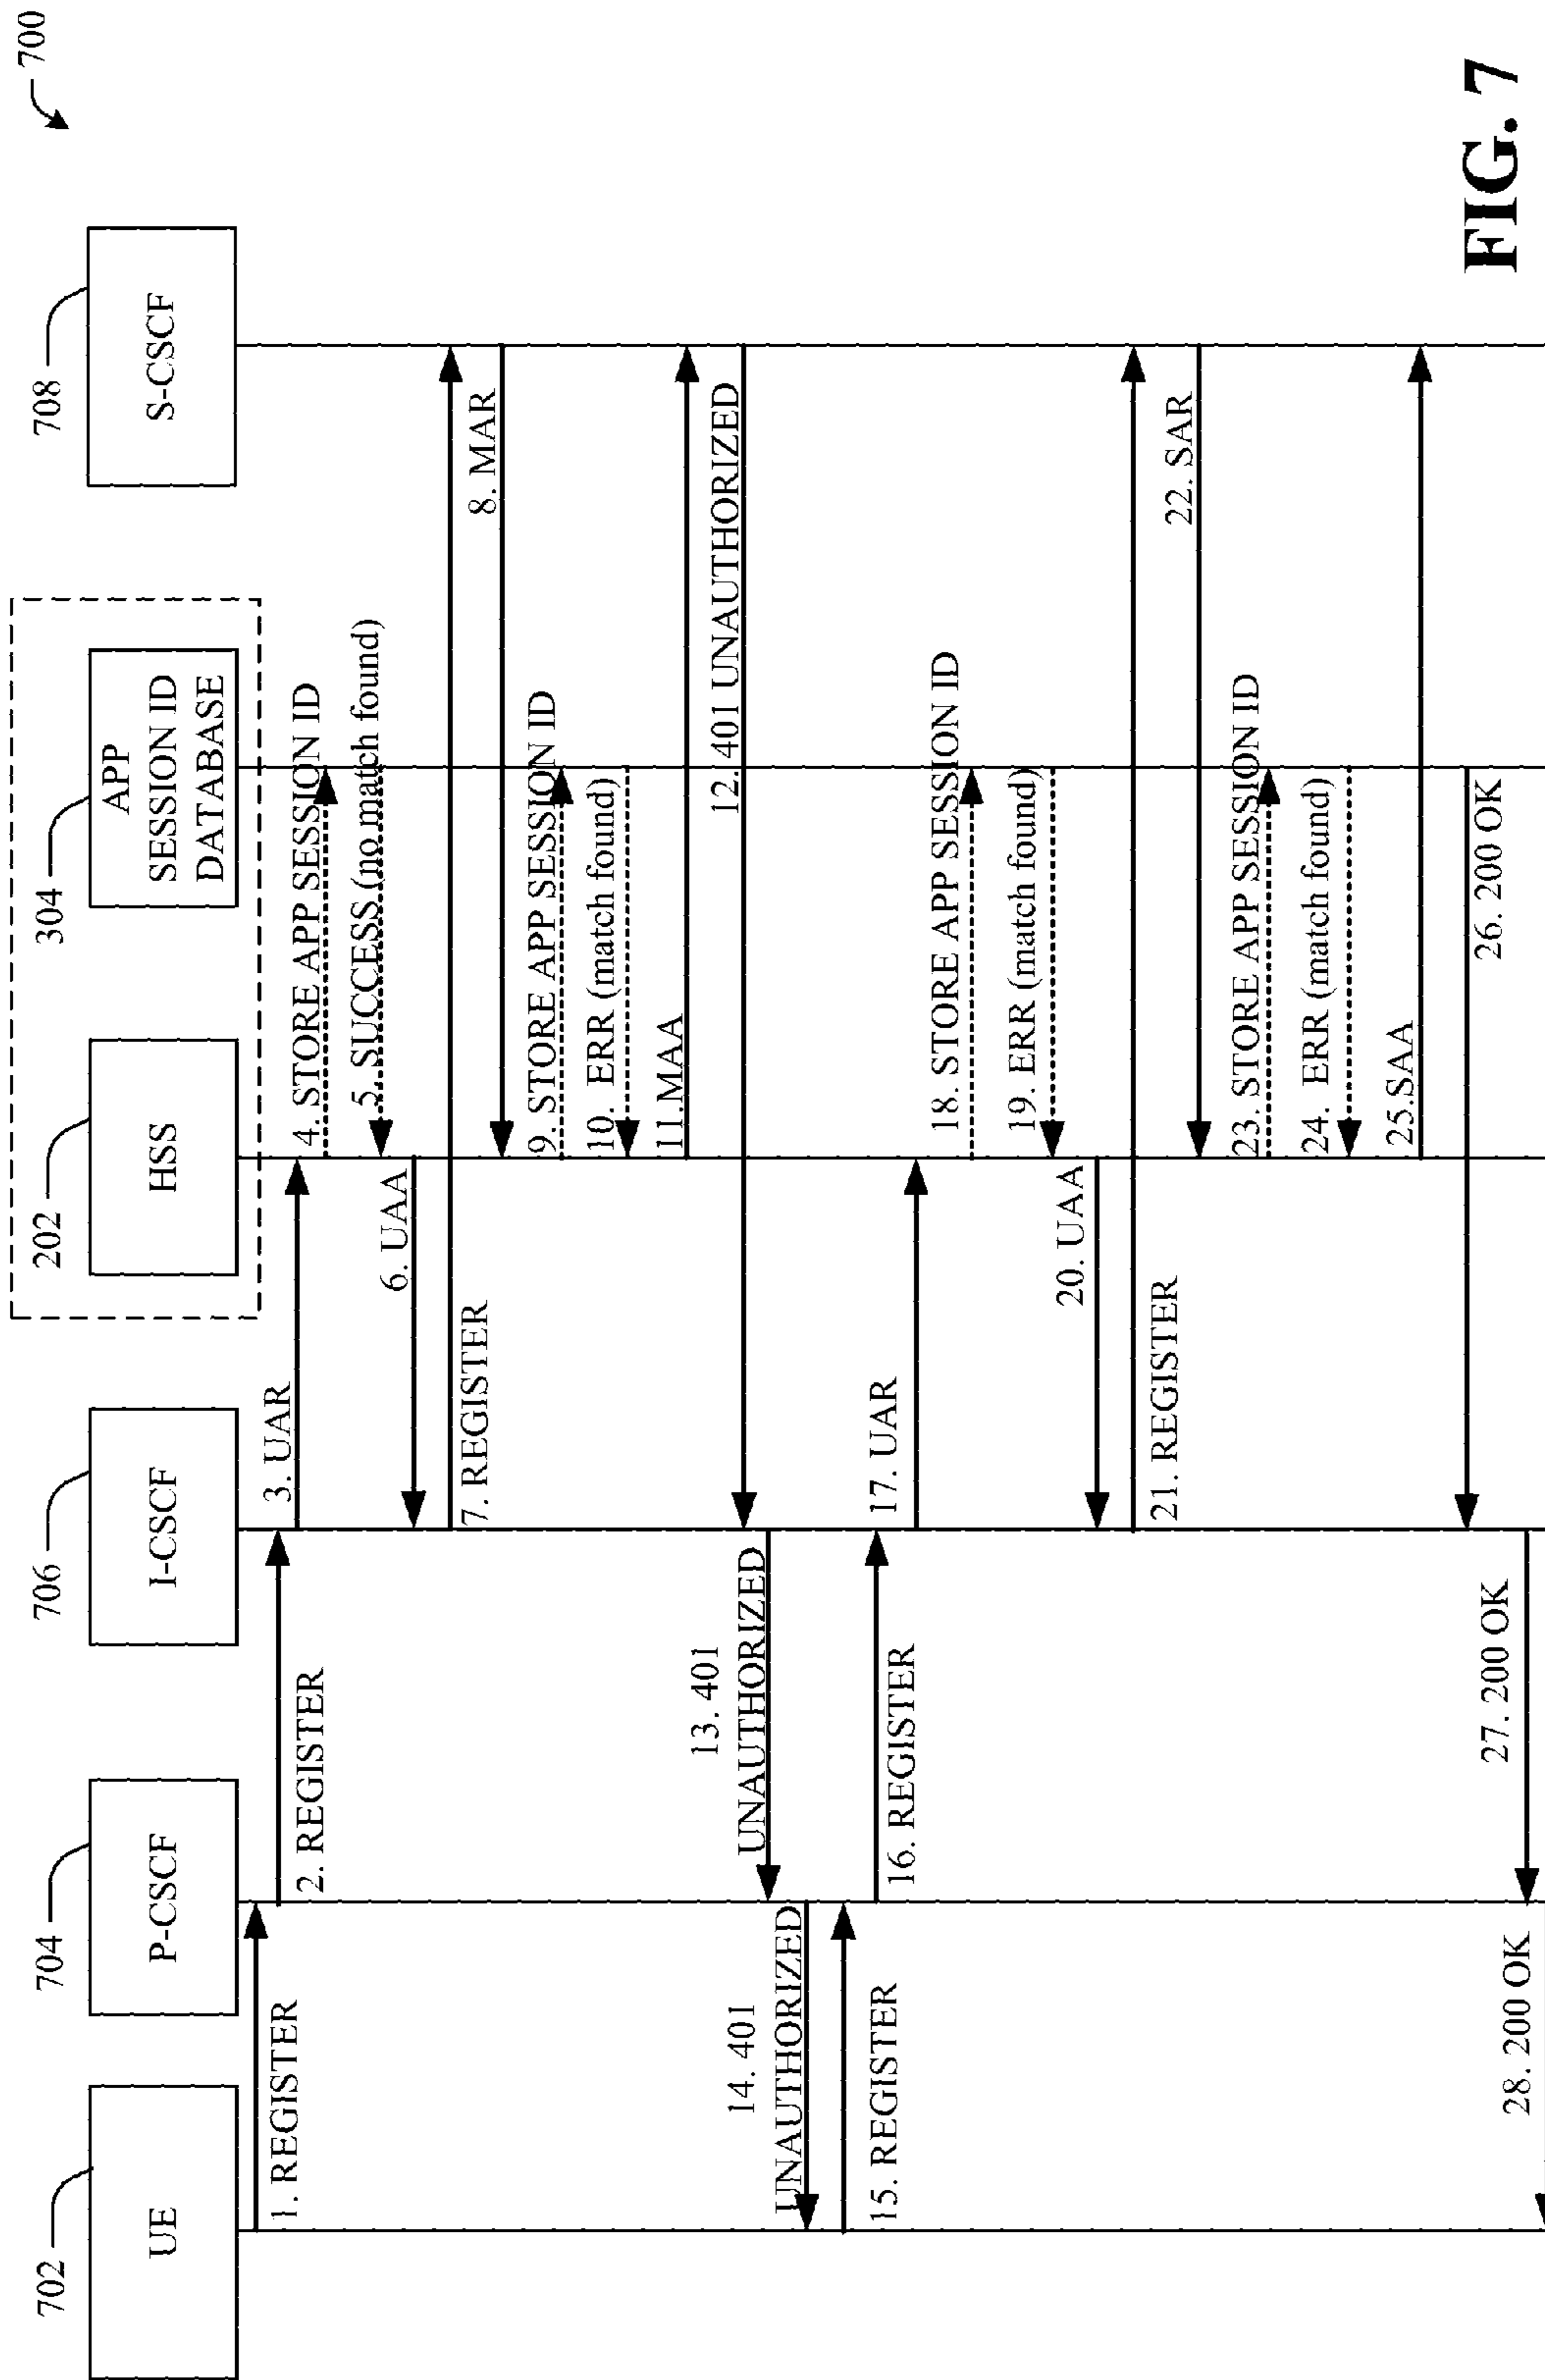 700
702
704
706
202
304
708
UE
P-CSCF
I-CSCF
HSS
APP
SESSION ID
DATABASE
S-CSCF
1. REGISTER
2. REGISTER
3. UAR
4. STORE APP SESSION ID
5. SUCCESS (no match found)
6. UAA
7. REGISTER
8. MAR
9. STORE APP SESSION ID
10. ERR (match found)
11.MAA
12. 401 UNAUTHORIZED
13. 401
UNAUTHORIZED
14. 401
UNAUTHORIZED
15. REGISTER
16. REGISTER
17. UAR
18. STORE APP SESSION ID
19. ERR (match found)
20. UAA
21. REGISTER
22. SAR
23. STORE APP SESSION ID
24. ERR (match found)
25.SAA
26. 200 OK
27. 200 OK
28. 200 OK
FIG. 7